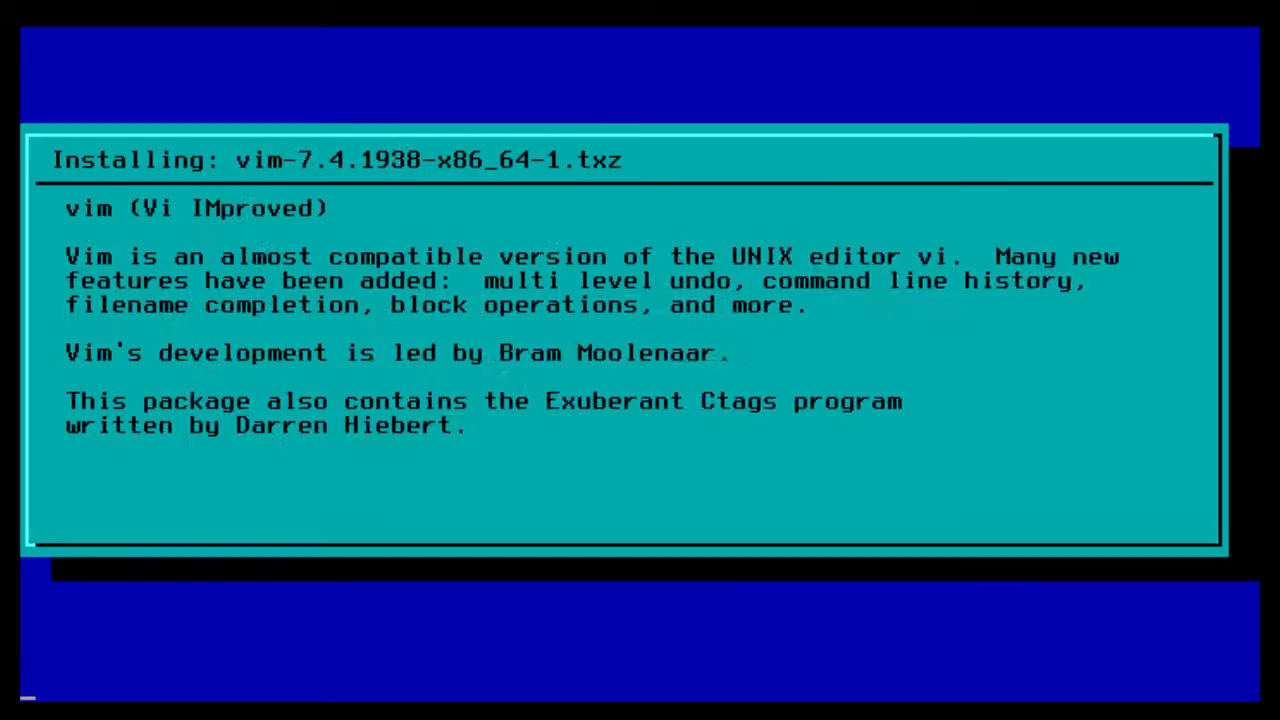 Installing: vim-7.4.1938-x86_64-1.txz
vim (Vi IMproved)
Vim is an almost compatible version of the UNIX editor vi.  Many new
features have been added:  multi level undo, command line history,
filename completion, block operations, and more.
Vim's development is led by Bram Moolenaar.
This package also contains the Exuberant Ctags program
written by Darren Hiebert.